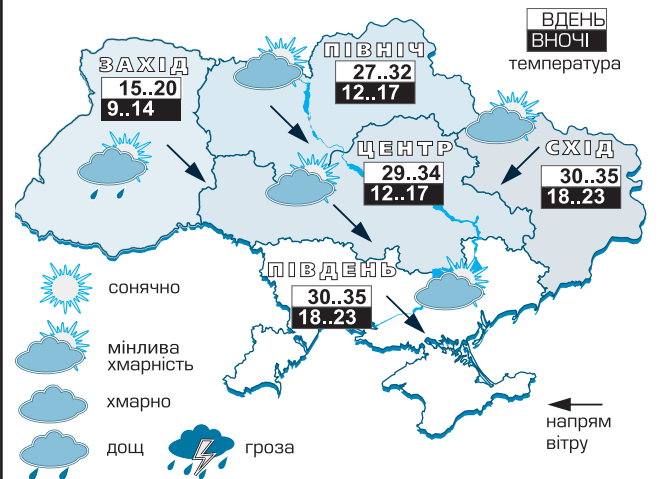 ВДЕНЬ
ВНОЧІ
температура
ПІВНІЧ
27..32
12..17
ЗАХІД
15..20
9..14
ЦЕНТР
29..34
12..17
СХІД
30..35
18..23
ПІВДЕНЬ
30..35
18..23
сонячно
мінлива
хмарність
хмарно
дощ
гроза
напрям
вітру